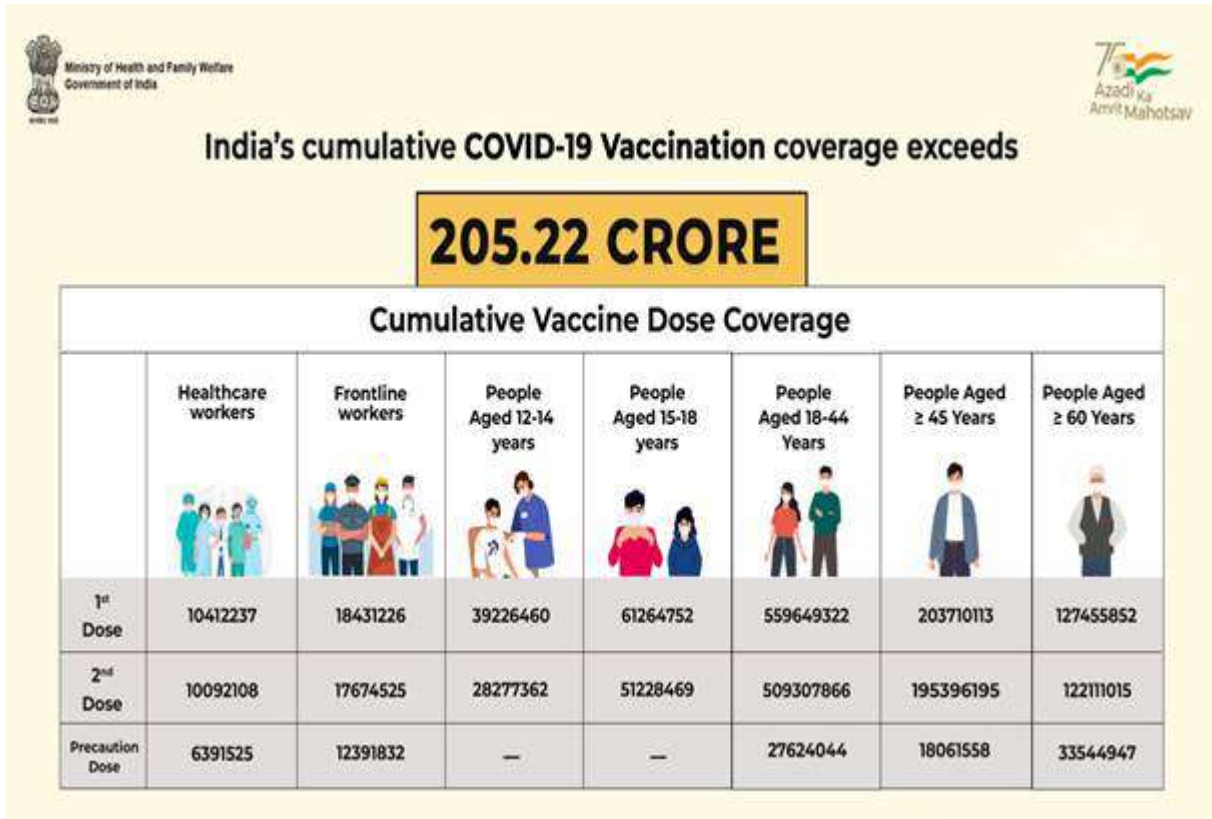 Ministry of Health and Family Welfare
Government of India
सत्यमेव जयते
75
Azadi Ka
Amrit Mahotsav
India's cumulative COVID-19 Vaccination coverage exceeds
205.22 CRORE
Cumulative Vaccine Dose Coverage
Healthcare workers
Frontline workers
People Aged 12-14 years
People Aged 15-18 years
People Aged 18-44 Years
People Aged ≥ 45 Years
People Aged ≥ 60 Years
1st Dose 10412237 18431226 39226460 61264752 559649322 203710113 127455852
2nd Dose 10092108 17674525 28277362 51228469 509307866 195396195 122111015
Precaution Dose 6391525 12391832 — — 27624044 18061558 33544947